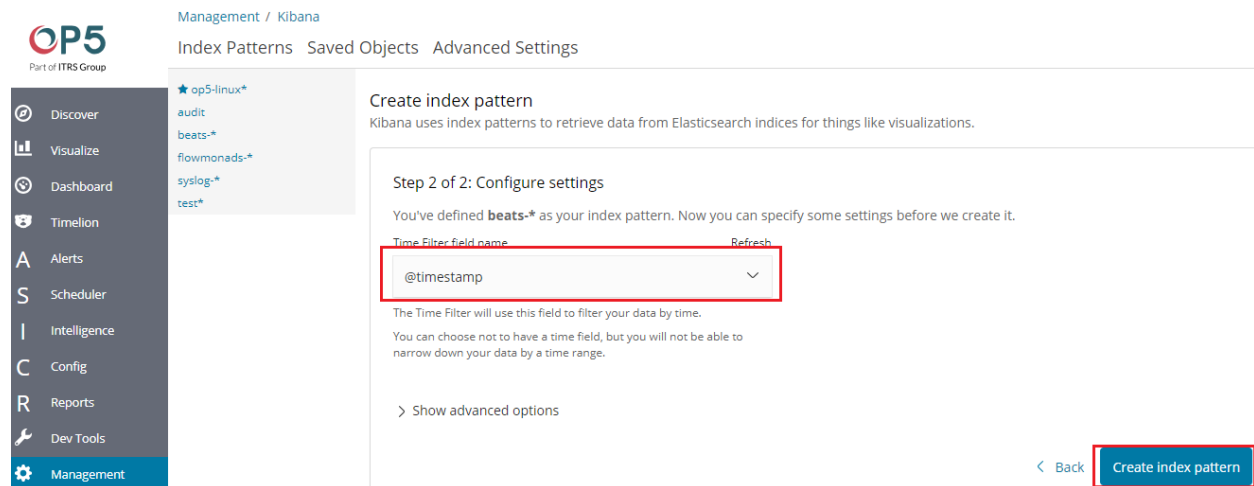 OP5
Part of ITRS Group
Discover
Visualize
Dashboard
Timelion
A Alerts
S Scheduler
I Intelligence
C Config
R Reports
Dev Tools
Management
Management / Kibana
Index Patterns Saved Objects Advanced Settings
op5-linux*
audit
beats-*
flowmonads-*
syslog-*
test*
Create index pattern
Kibana uses index patterns to retrieve data from Elasticsearch indices for things like visualizations.
Step 2 of 2: Configure settings
You've defined beats-* as your index pattern. Now you can specify some settings before we create it.
Time Filter field name Refresh
@timestamp
The Time Filter will use this field to filter your data by time.
You can choose not to have a time field, but you will not be able to
narrow down your data by a time range.
Show advanced options
Back Create index pattern